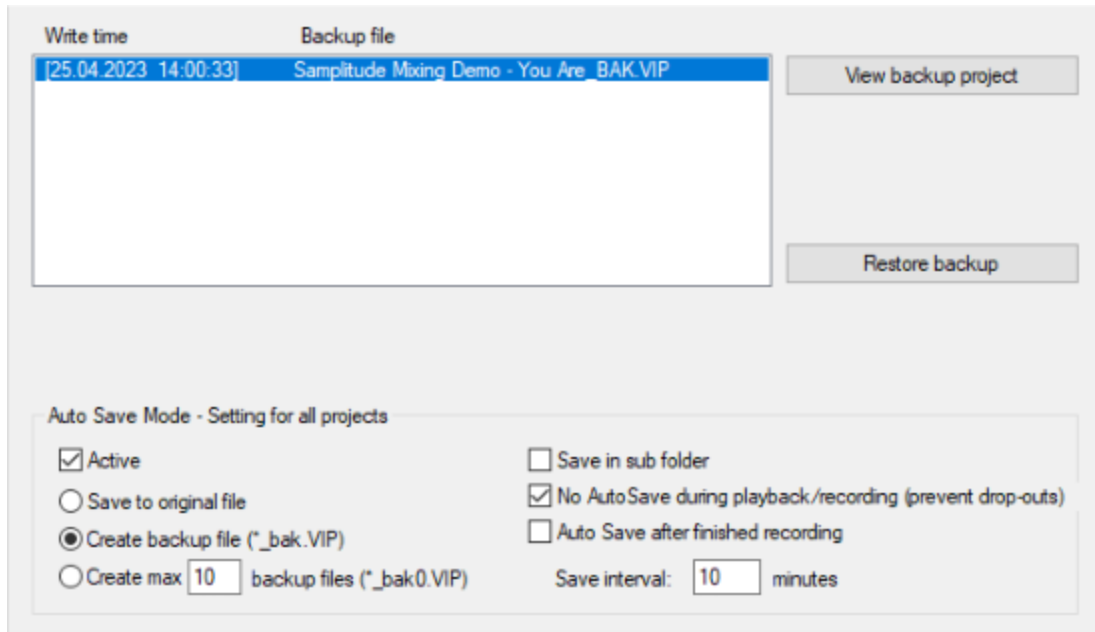 Write time Backup file
[25.04.2023 14:00:33] Samplitude Mixing Demo - You Are_BAK.VIP
View backup project
Restore backup
Auto Save Mode - Setting for all projects
Active
Save to original file
Create backup file (*_bak.VIP)
Create max 10 backup files (*_bak0.VIP)
Save in sub folder
No AutoSave during playback/recording (prevent drop-outs)
Auto Save after finished recording
Save interval: 10 minutes